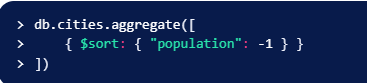 > db.cities.aggregate([
>     { $sort: { "population": -1 } }
> ])